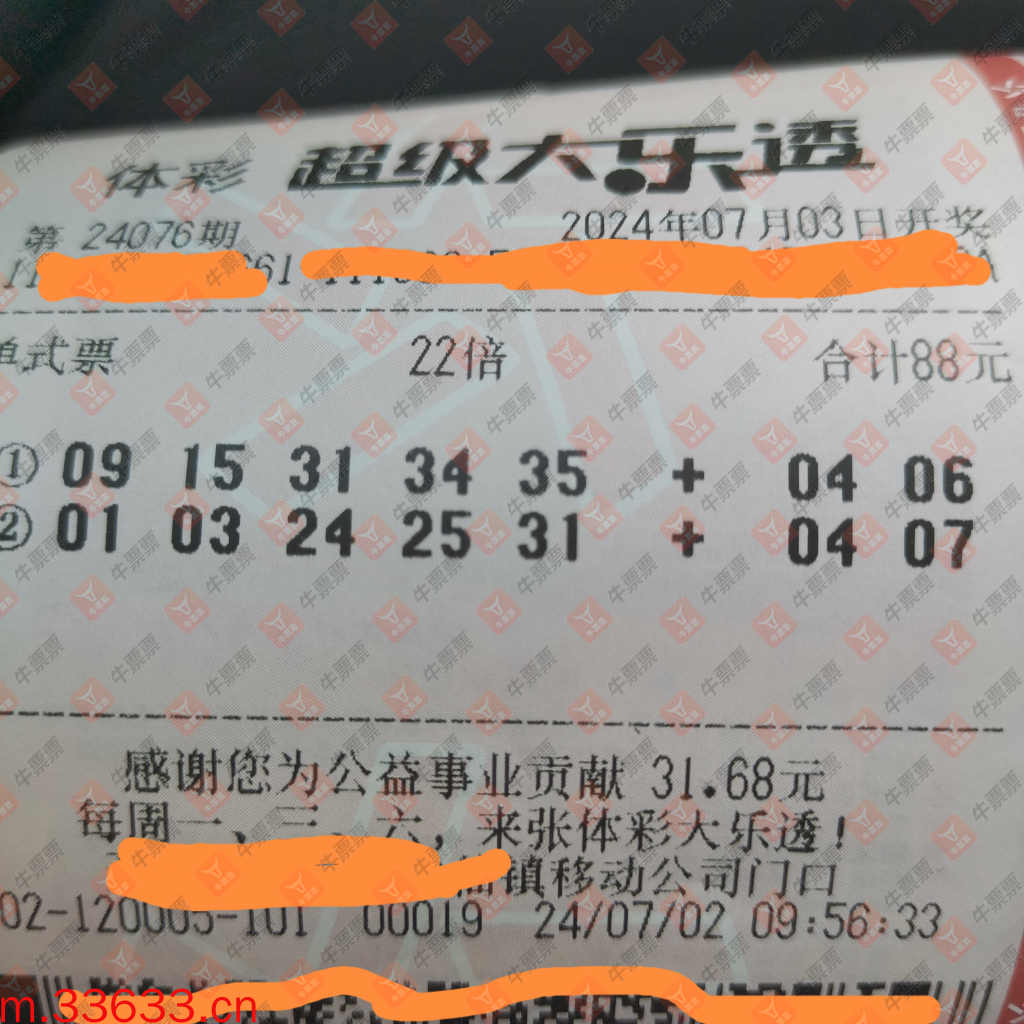 体彩 超级大乐透
第 24076期 2024年07月03日开奖
单式票 22倍 合计88元
① 09 15 31 34 35 + 04 06
② 01 03 24 25 31 + 04 07
感谢您为公益事业贡献 31.68元
每周一、三、六，来张体彩大乐透！
镇移动公司门口
02-120005-101 00019 24/07/02 09:56:33
m.33633.cn
牛票票